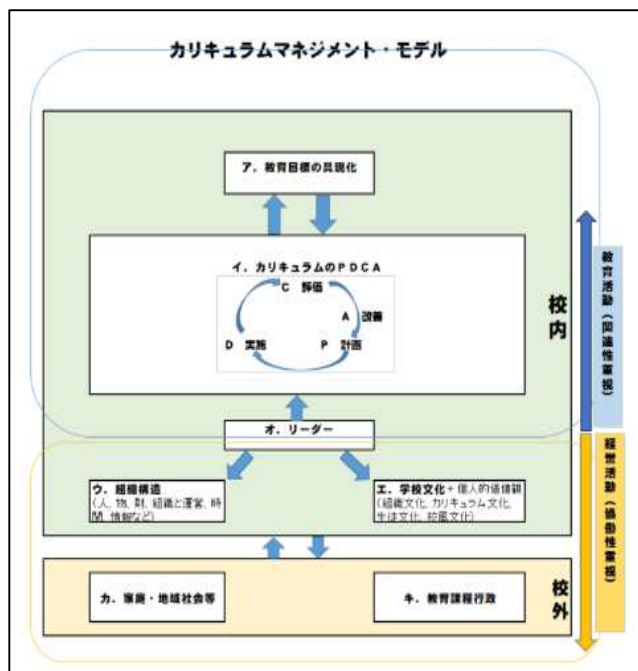 カリキュラムマネジメント・モデル
ア．教育目標の具現化
イ．カリキュラムのＰＤＣＡ
C 評価
A 改善
D 実施
P 計画
オ．リーダー
ウ．組織構造
(人，物，財，組織と運営，時
間，情報など)
エ．学校文化＋個人的価値観
(組織文化，カリキュラム文化，
生徒文化，校風文化)
カ．家庭・地域社会等
キ．教育課程行政
校内
校外
教育活動（関連性重視）
経営活動（協働性重視）